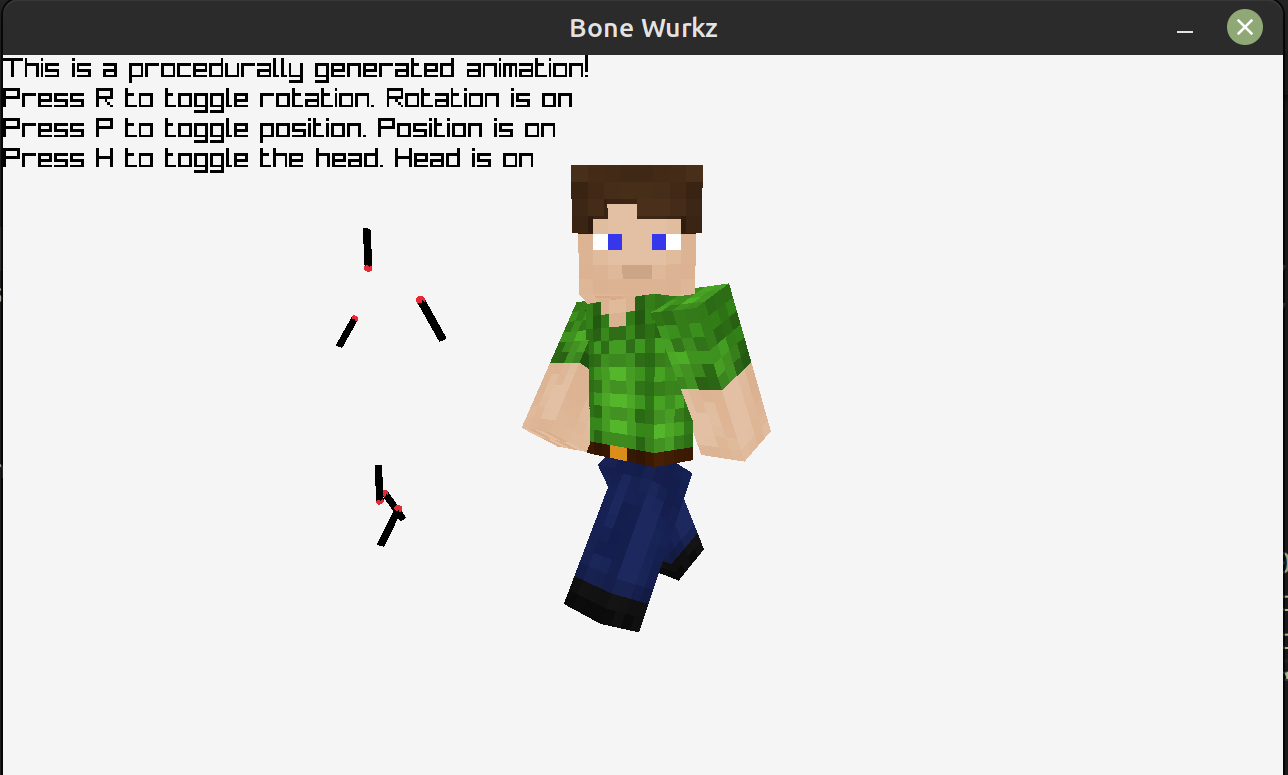 Bone Wurkz
This is a procedurally generated animation!
Press R to toggle rotation. Rotation is on
Press P to toggle position. Position is on
Press H to toggle the head. Head is on